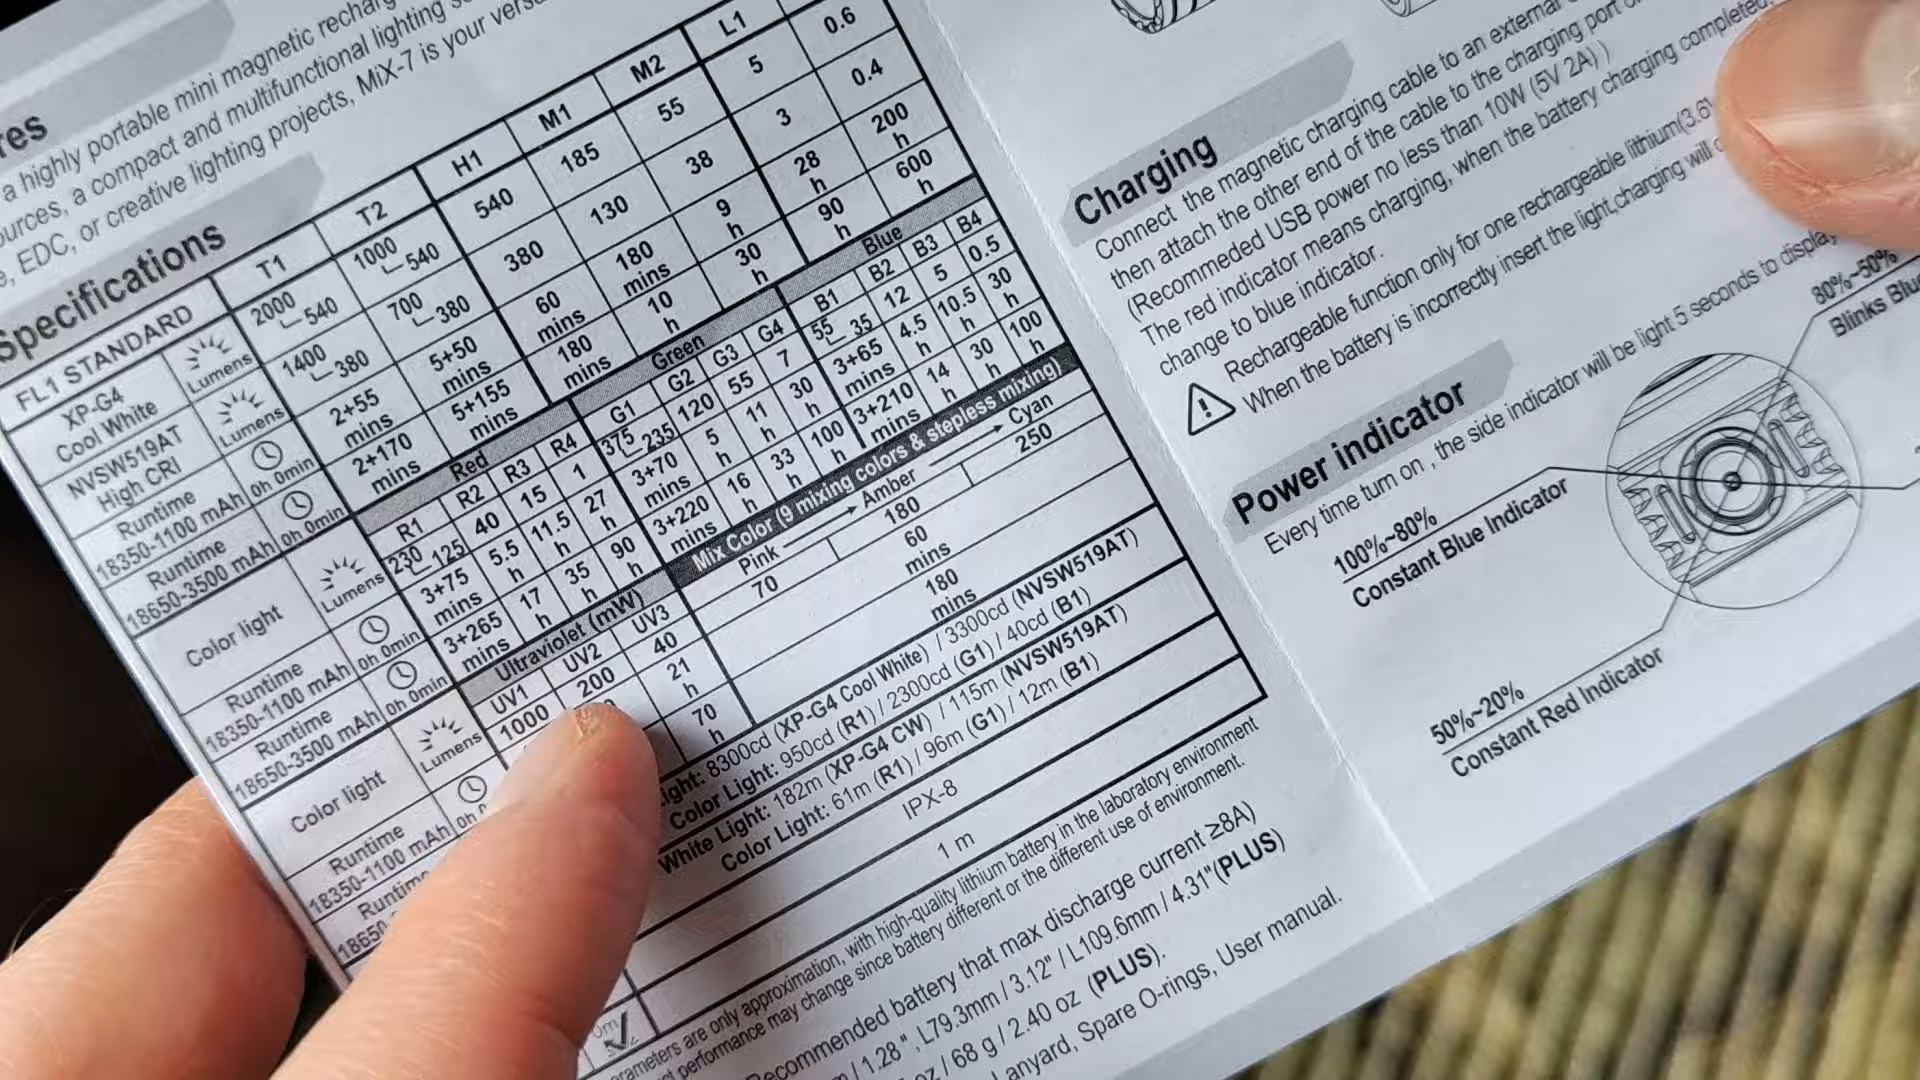 res
a highly portable mini magnetic
ources, a compact and multifunctional lighting
e, EDC, or creative lighting projects, MiX-7 is your
Specifications
FL1 STANDARD T1 T2 H1 M1 M2 L1
XP-G4 Cool White Lumens 2000 540 1000 540 540 185 55 5 0.6
NVSW519AT High CRI Lumens 1400 380 700 380 380 130 38 3 0.4
Runtime 18350-1100 mAh 0h 0min 2+55 mins 5+50 mins 60 mins 180 mins 9 h 28 h 200 h
Runtime 18650-3500 mAh 0h 0min 2+170 mins 5+155 mins 180 mins 10 h 30 h 90 h 600 h
Red Green Blue
Color light Lumens R1 R2 R3 R4 G1 G2 G3 G4 B1 B2 B3 B4
230 125 40 15 1 375 235 120 55 7 55 35 12 5 0.5
Runtime 18350-1100 mAh 0h 0min 3+75 mins 5.5 h 11.5 h 27 h 3+70 mins 5 h 11 h 30 h 3+65 mins 4.5 h 10.5 h 30 h
Runtime 18650-3500 mAh 0h 0min 3+265 mins 17 h 35 h 90 h 3+220 mins 16 h 33 h 100 h 3+210 mins 14 h 30 h 100 h
Ultraviolet (mW) Mix Color (9 mixing colors & stepless mixing)
Color light Lumens UV1 UV2 UV3 Pink Amber Cyan
1000 200 40 70 180 250
Runtime 18350-1100 mAh 0h 21 h 60 mins
70 h 180 mins
ight: 8300cd (XP-G4 Cool White) / 3300cd (NVSW519AT)
Color Light: 950cd (R1) / 2300cd (G1) / 40cd (B1)
White Light: 182m (XP-G4 CW) / 115m (NVSW519AT)
Color Light: 61m (R1) / 96m (G1) / 12m (B1)
IPX-8
1 m
rameters are only approximation, with high-quality lithium battery in the laboratory environment
performance may change since battery different or the different use of environment.
Recommended battery that max discharge current ≥8A)
/ 1.28", L79.3mm / 3.12" / L109.6mm / 4.31"(PLUS)
oz / 68 g / 2.40 oz (PLUS).
anyard, Spare O-rings, User manual.
Charging
Connect the magnetic charging cable to an external
then attach the other end of the cable to the charging port
(Recommeded USB power no less than 10W (5V 2A) )
The red indicator means charging, when the battery charging completed,
change to blue indicator.
Rechargeable function only for one rechargeable lithium(3.6
When the battery is incorrectly insert the light,charging will
Power indicator
Every time turn on , the side indicator will be light 5 seconds to display
100%~80%
Constant Blue Indicator
80%~50%
Blinks
50%~20%
Constant Red Indicator